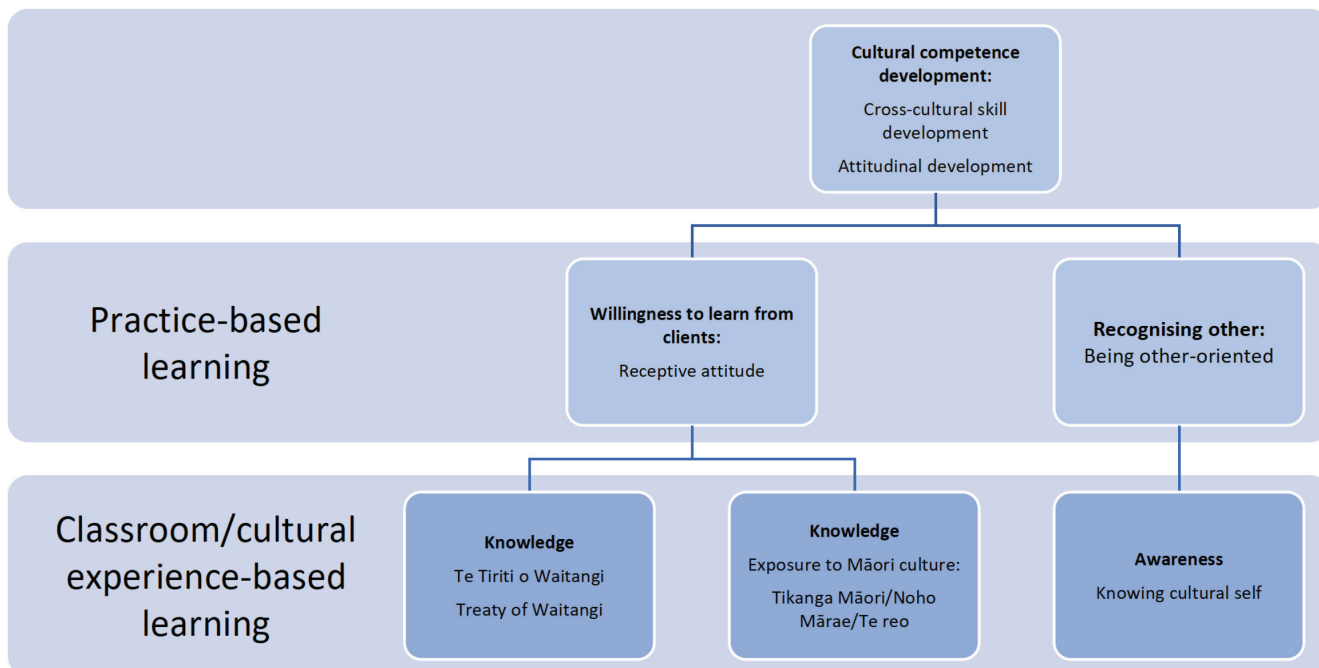 Cultural competence
development:
Cross-cultural skill
development
Attitudinal development
Practice-based
learning
Willingness to learn from
clients:
Receptive attitude
Recognising other:
Being other-oriented
Classroom/cultural
experience-based
learning
Knowledge
Te Tiriti o Waitangi
Treaty of Waitangi
Knowledge
Exposure to Māori culture:
Tikanga Māori/Noho
Mārae/Te reo
Awareness
Knowing cultural self